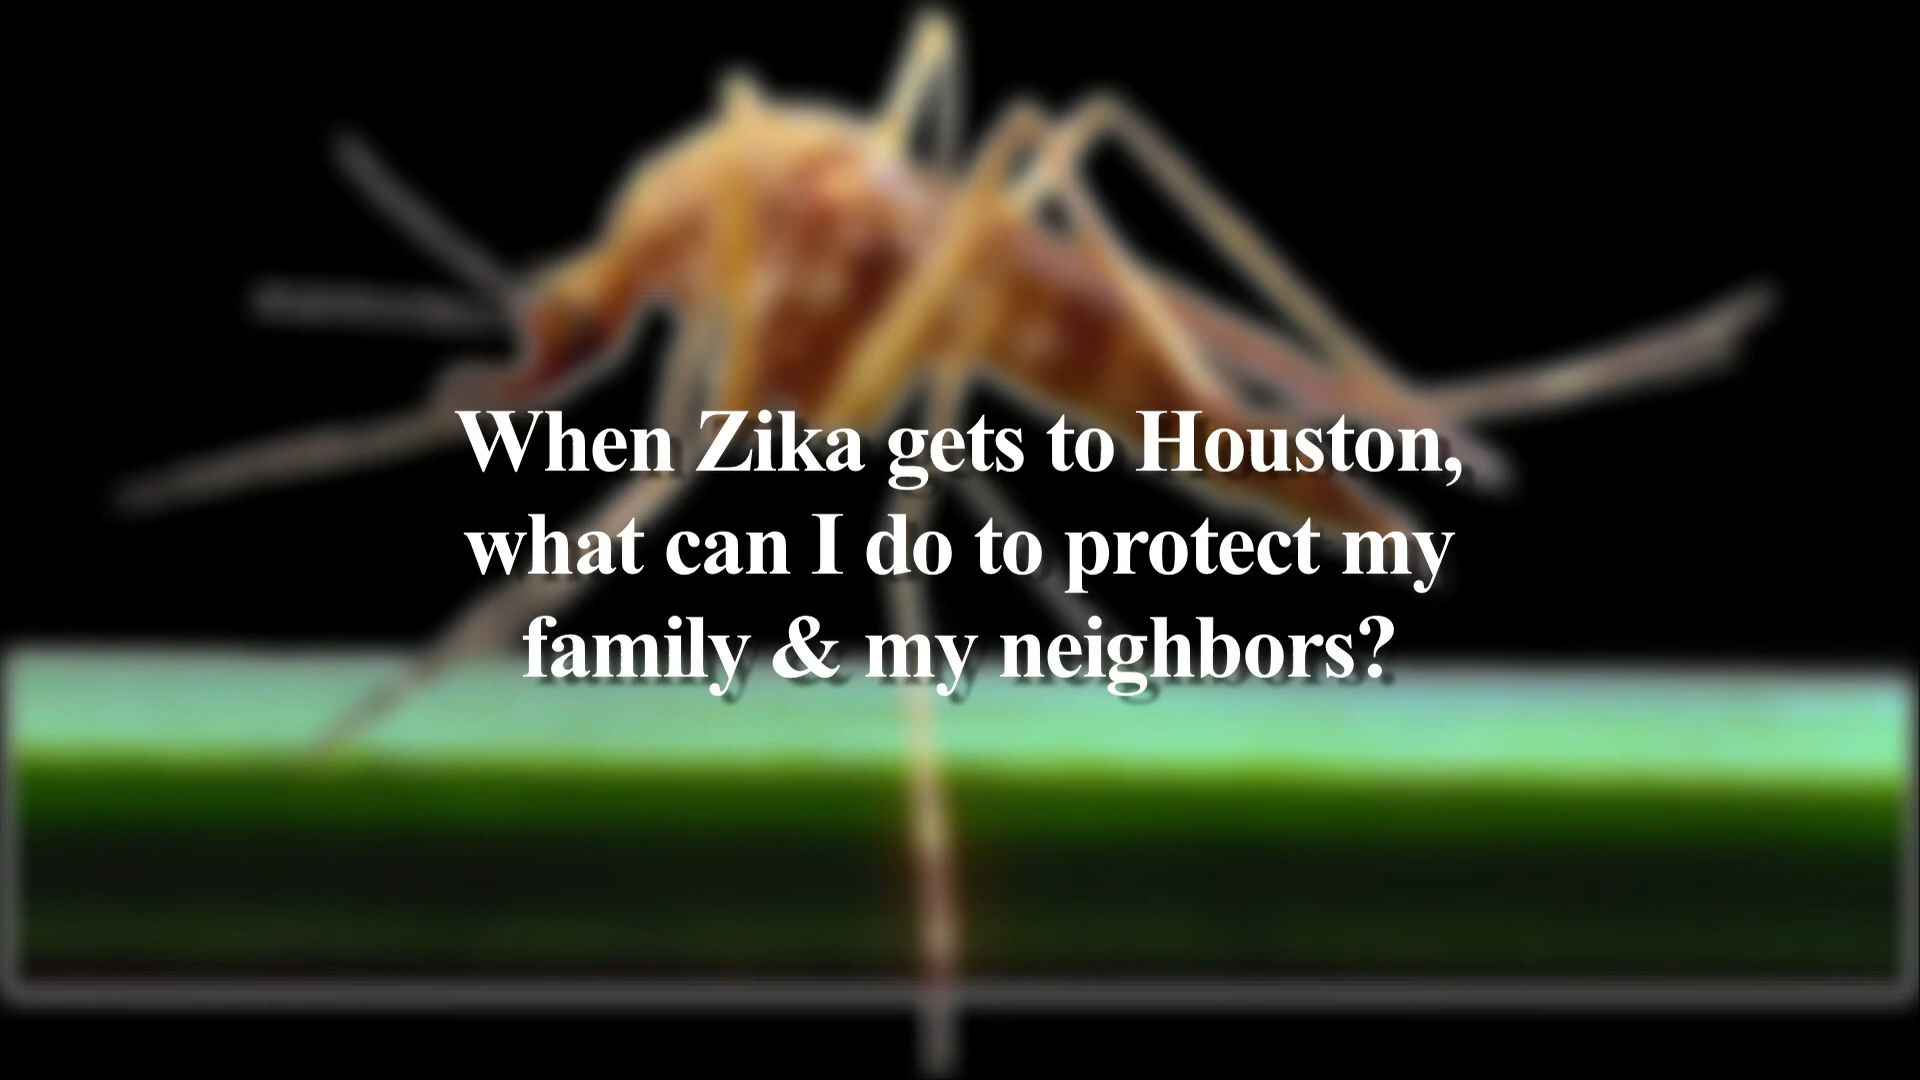 When Zika gets to Houston,
what can I do to protect my
family & my neighbors?